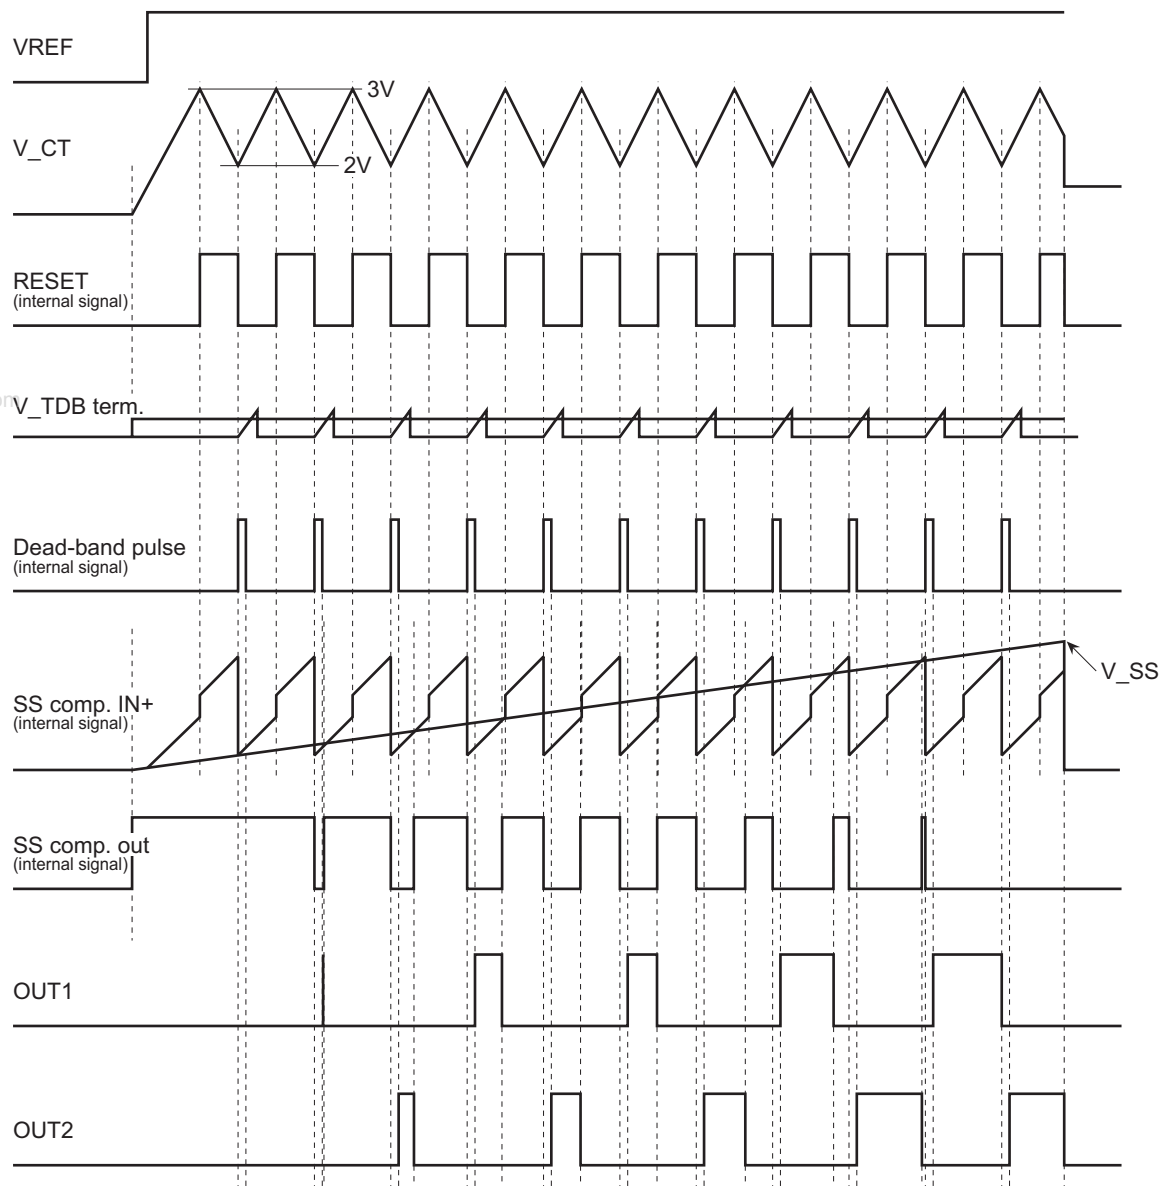 VREF
3V
V_CT
2V
RESET
(internal signal)
V_TDB term.
Dead-band pulse
(internal signal)
V_SS
SS comp. IN+
(internal signal)
SS comp. out
(internal signal)
OUT1
OUT2